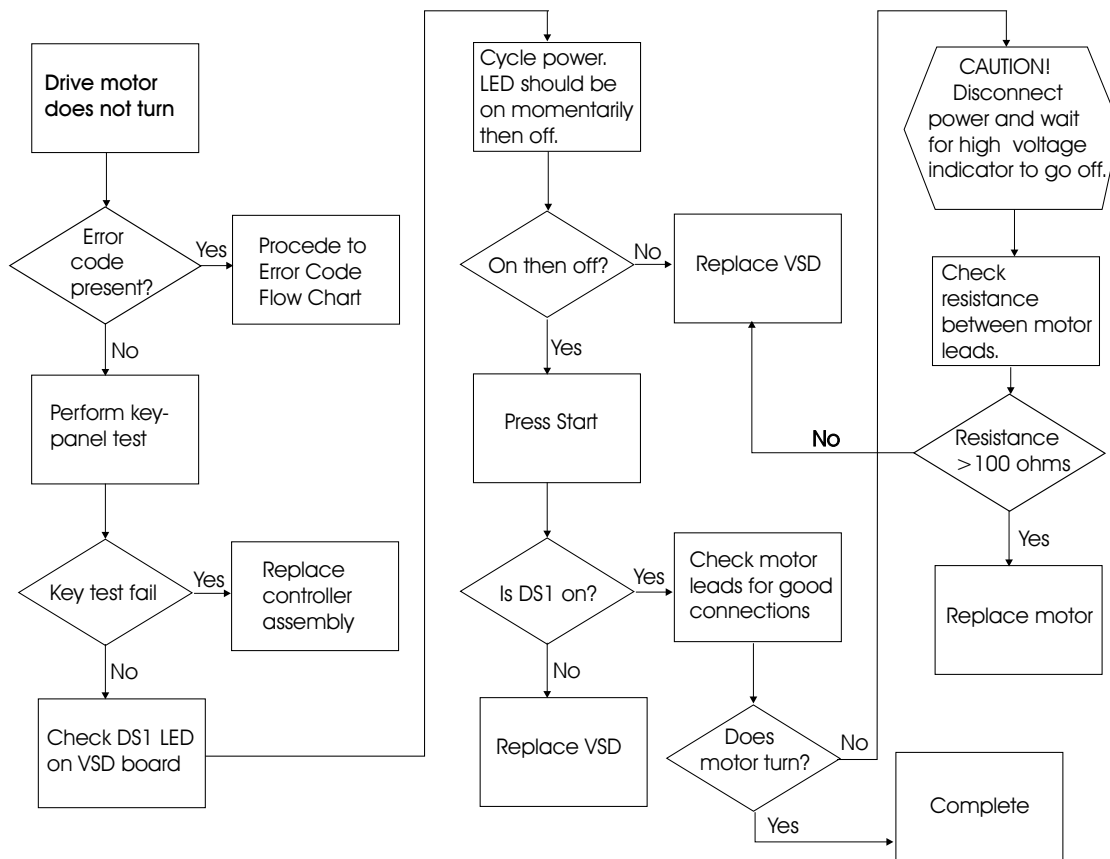 Drive motor
does not turn
Error
code
present?
Yes
Procede to
Error Code
Flow Chart
No
Perform key-
panel test
Key test fail
Yes
Replace
controller
assembly
No
Check DS1 LED
on VSD board
Cycle power.
LED should be
on momentarily
then off.
On then off?
No
Replace VSD
Yes
Press Start
Is DS1 on?
Yes
Check motor
leads for good
connections
No
Replace VSD
Does
motor turn?
No
Yes
Complete
CAUTION!
Disconnect
power and wait
for high voltage
indicator to go off.
Check
resistance
between motor
leads.
Resistance
>100 ohms
No
Yes
Replace motor